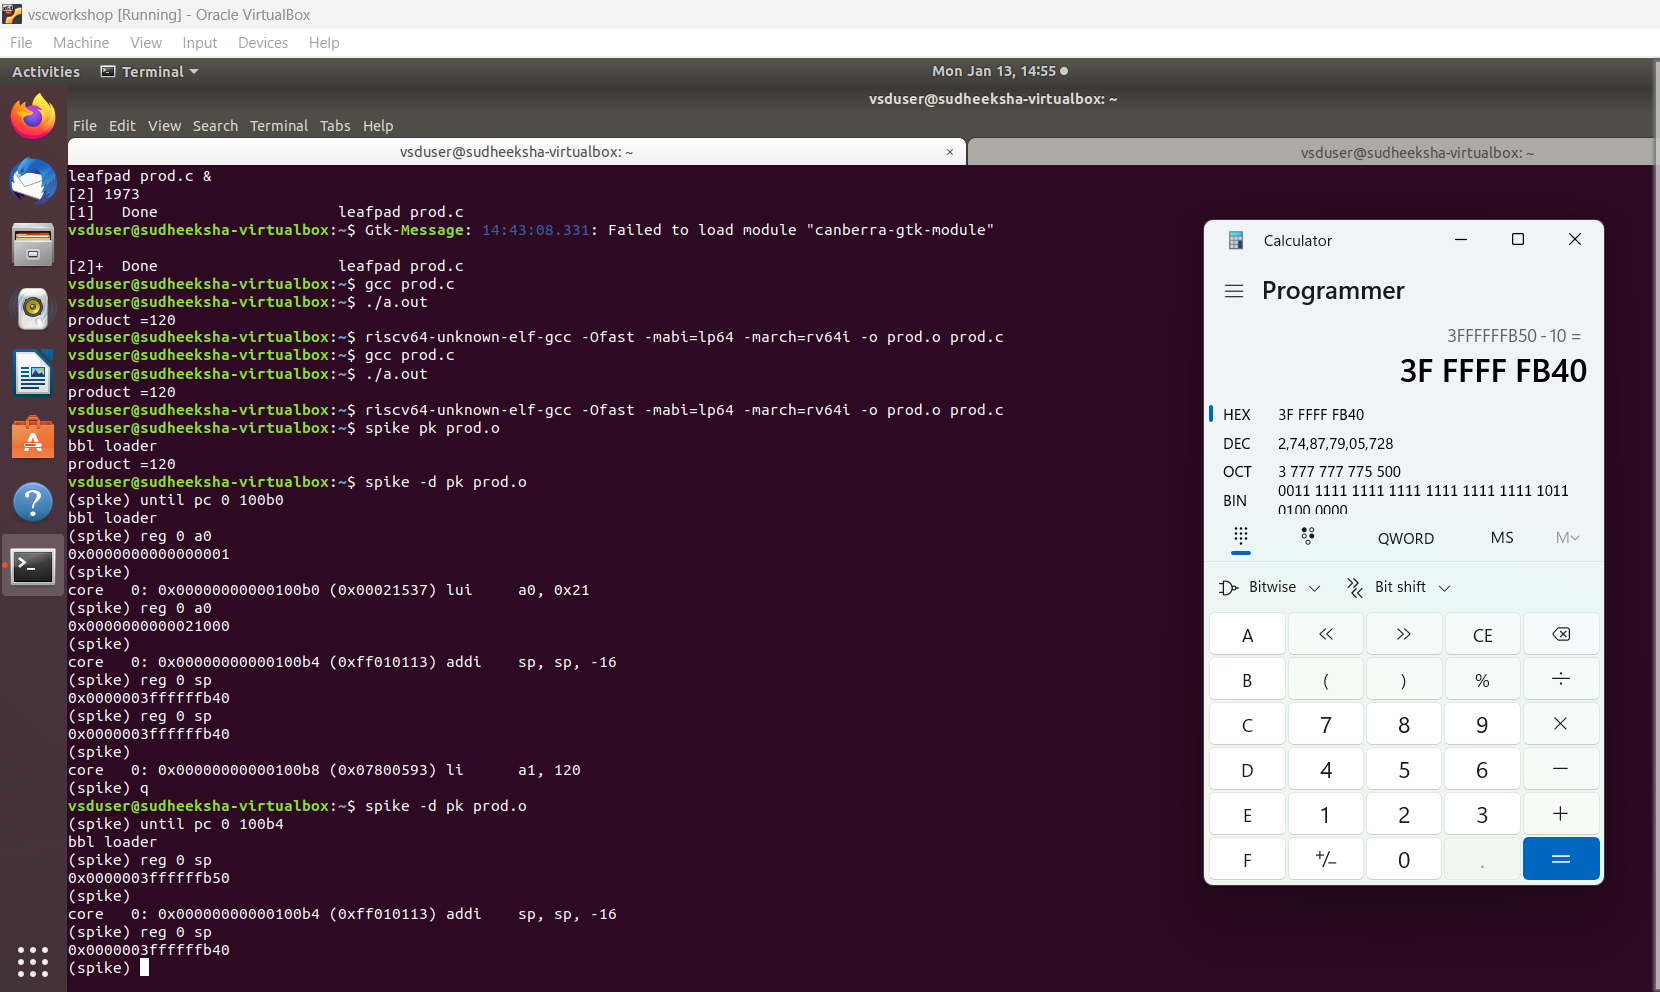 vscworkshop [Running] - Oracle VirtualBox
File Machine View Input Devices Help
Activities Terminal Mon Jan 13, 14:55
vsduser@sudheeksha-virtualbox: ~
File Edit View Search Terminal Tabs Help
vsduser@sudheeksha-virtualbox: ~ × vsduser@sudheeksha-virtualbox: ~
leafpad prod.c &
[2] 1973
[1]   Done                    leafpad prod.c
vsduser@sudheeksha-virtualbox:~$ Gtk-Message: 14:43:08.331: Failed to load module "canberra-gtk-module"
[2]+  Done                    leafpad prod.c
vsduser@sudheeksha-virtualbox:~$ gcc prod.c
vsduser@sudheeksha-virtualbox:~$ ./a.out
product =120
vsduser@sudheeksha-virtualbox:~$ riscv64-unknown-elf-gcc -Ofast -mabi=lp64 -march=rv64i -o prod.o prod.c
vsduser@sudheeksha-virtualbox:~$ gcc prod.c
vsduser@sudheeksha-virtualbox:~$ ./a.out
product =120
vsduser@sudheeksha-virtualbox:~$ riscv64-unknown-elf-gcc -Ofast -mabi=lp64 -march=rv64i -o prod.o prod.c
vsduser@sudheeksha-virtualbox:~$ spike pk prod.o
bbl loader
product =120
vsduser@sudheeksha-virtualbox:~$ spike -d pk prod.o
(spike) until pc 0 100b0
bbl loader
(spike) reg 0 a0
0x0000000000000001
(spike)
core   0: 0x00000000000100b0 (0x00021537) lui     a0, 0x21
(spike) reg 0 a0
0x0000000000021000
(spike)
core   0: 0x00000000000100b4 (0xff010113) addi    sp, sp, -16
(spike) reg 0 sp
0x0000003ffffffb40
(spike) reg 0 sp
0x0000003ffffffb40
(spike)
core   0: 0x00000000000100b8 (0x07800593) li      a1, 120
(spike) q
vsduser@sudheeksha-virtualbox:~$ spike -d pk prod.o
(spike) until pc 0 100b4
bbl loader
(spike) reg 0 sp
0x0000003ffffffb50
(spike)
core   0: 0x00000000000100b4 (0xff010113) addi    sp, sp, -16
(spike) reg 0 sp
0x0000003ffffffb40
(spike)
Calculator
Programmer
3FFFFFFB50 - 10 =
3F FFFF FB40
HEX 3F FFFF FB40
DEC 2,74,87,79,05,728
OCT 3 777 777 775 500
BIN 0011 1111 1111 1111 1111 1111 1111 1011
0100 0000
QWORD MS M
Bitwise Bit shift
A « » CE
B ( ) % ÷
C 7 8 9 ×
D 4 5 6 −
E 1 2 3 +
F +/− 0 . =